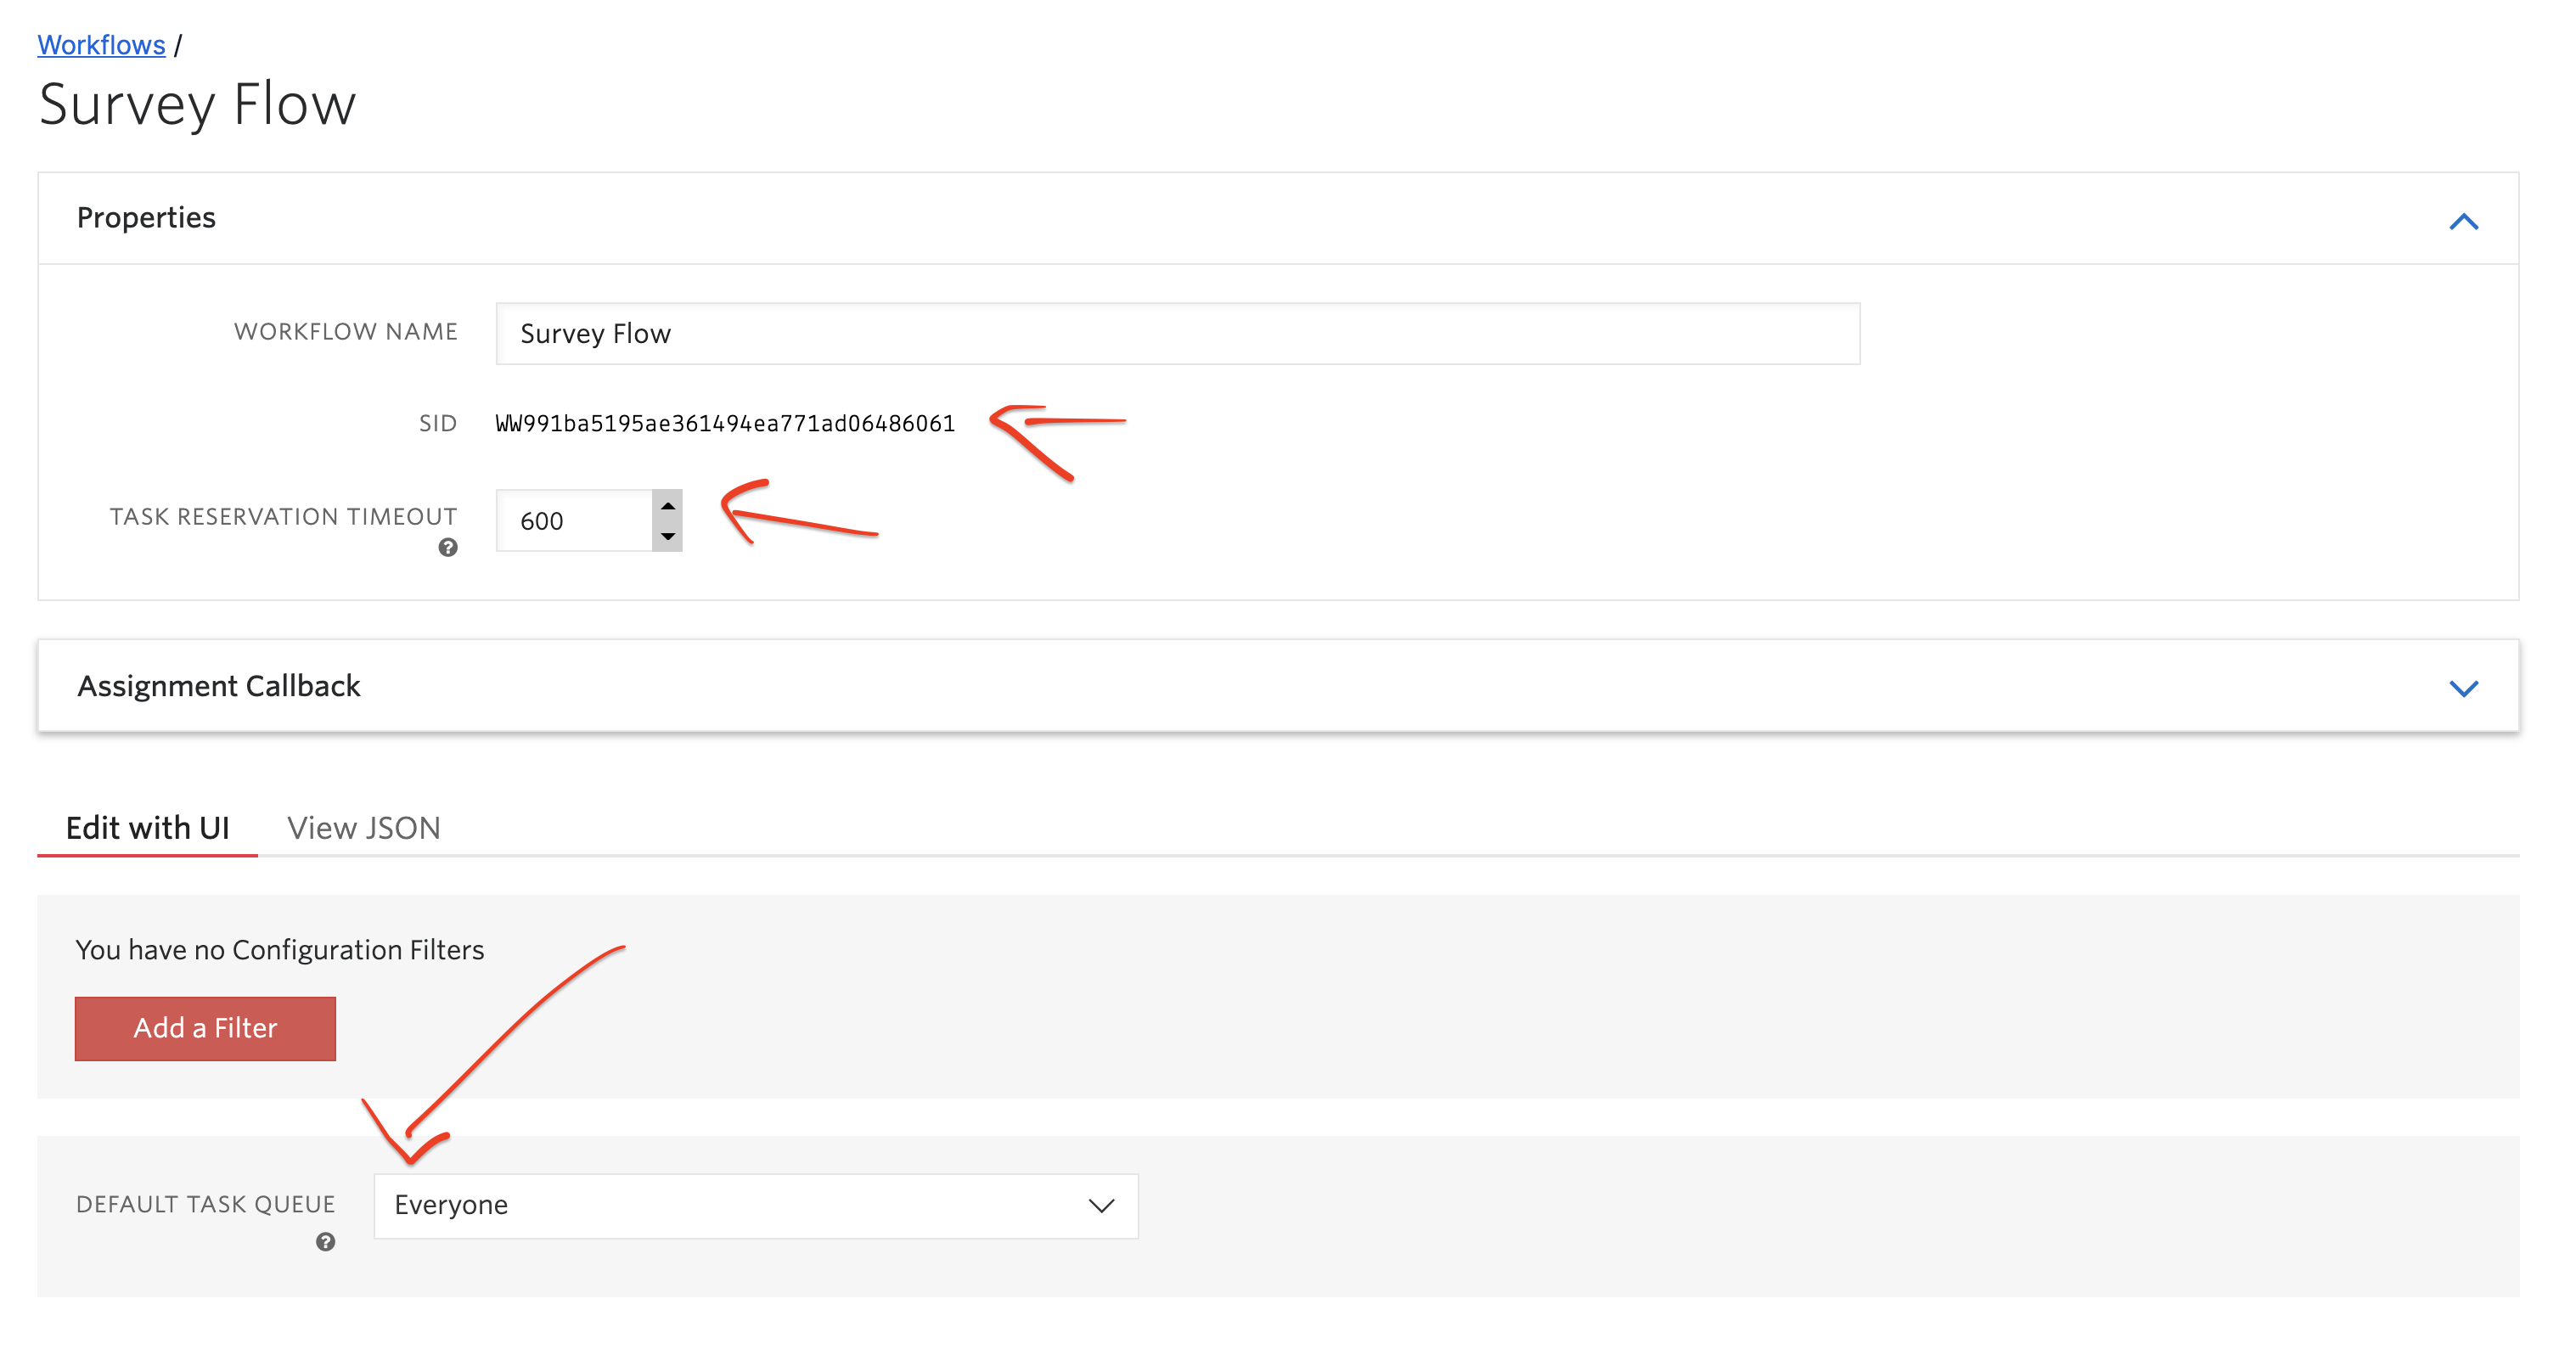 Workflows /
Survey Flow
Properties
WORKFLOW NAME
Survey Flow
SID
WW991ba5195ae361494ea771ad06486061
TASK RESERVATION TIMEOUT
?
600
Assignment Callback
Edit with UI
View JSON
You have no Configuration Filters
Add a Filter
DEFAULT TASK QUEUE
?
Everyone